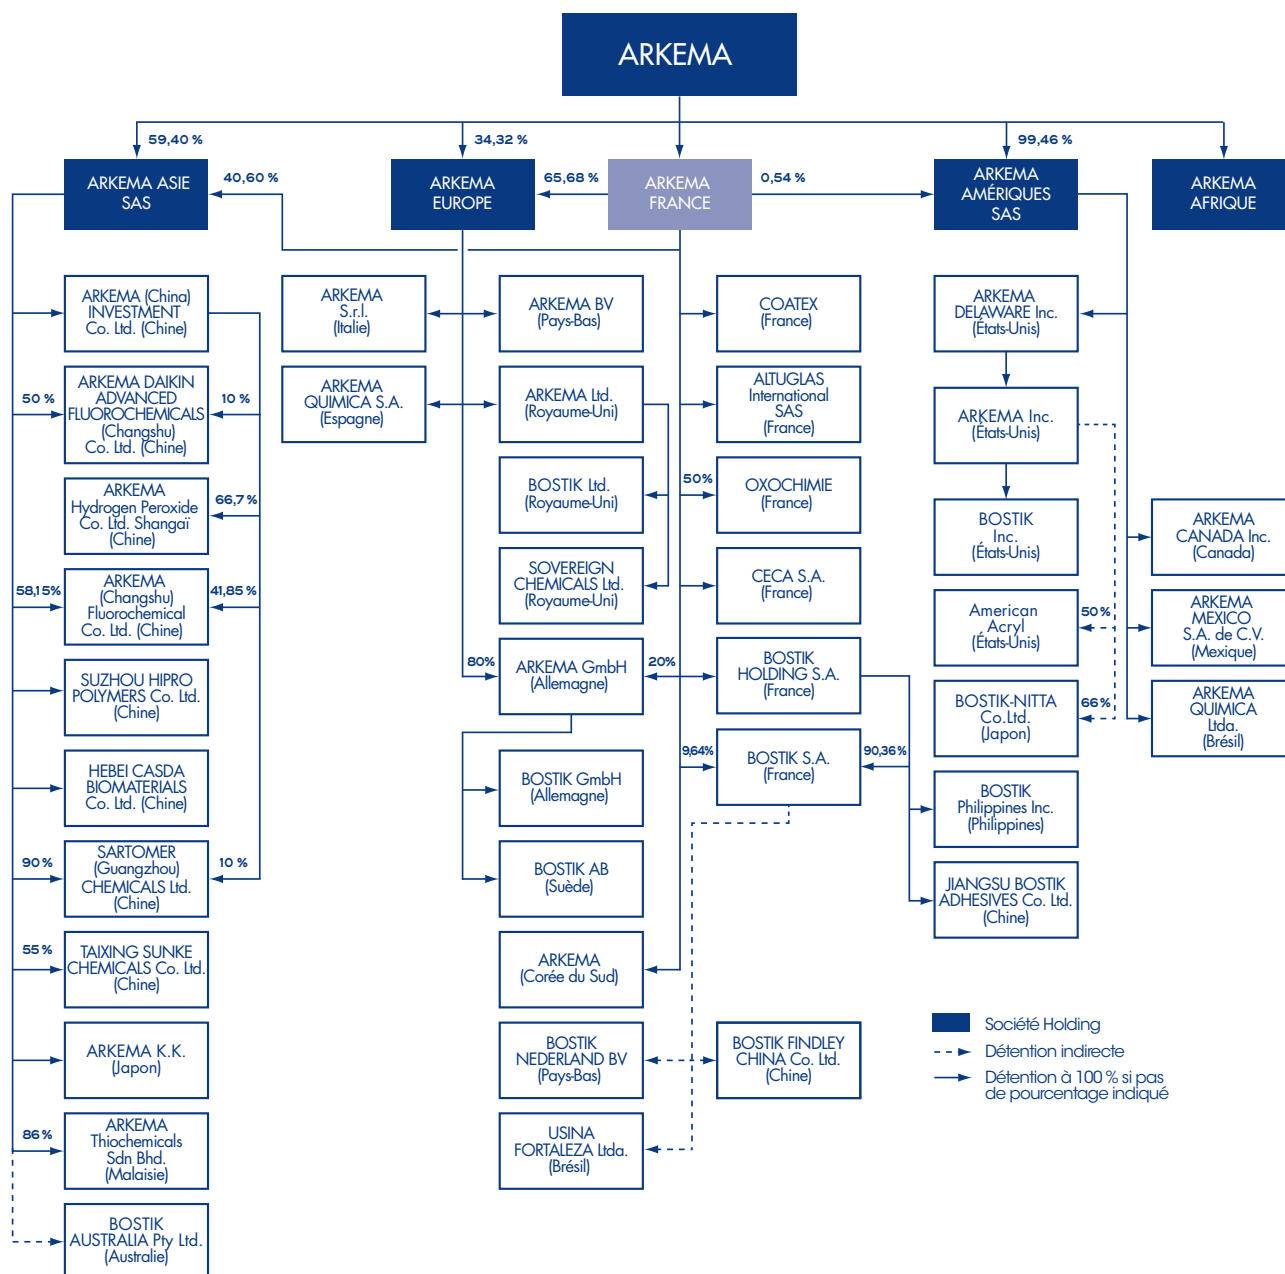 ARKEMA
59,40 %
34,32 %
99,46 %
ARKEMA ASIE
SAS
40,60 %
ARKEMA
EUROPE
65,68 %
ARKEMA
FRANCE
0,54 %
ARKEMA
AMÉRIQUES
SAS
ARKEMA
AFRIQUE
ARKEMA (China)
INVESTMENT
Co. Ltd. (Chine)
50 %
ARKEMA DAIKIN
ADVANCED
FLUOROCHEMICALS
(Changshu)
Co. Ltd. (Chine)
10 %
ARKEMA
Hydrogen Peroxide
Co. Ltd. Shangaï
(Chine)
66,7 %
58,15%
ARKEMA
(Changshu)
Fluorochemical
Co. Ltd. (Chine)
41,85 %
SUZHOU HIPRO
POLYMERS Co. Ltd.
(Chine)
HEBEI CASDA
BIOMATERIALS
Co. Ltd. (Chine)
90 %
SARTOMER
(Guangzhou)
CHEMICALS Ltd.
(Chine)
10 %
55 %
TAIXING SUNKE
CHEMICALS Co. Ltd.
(Chine)
ARKEMA K.K.
(Japon)
86 %
ARKEMA
Thiochemicals
Sdn Bhd.
(Malaisie)
BOSTIK
AUSTRALIA Pty Ltd.
(Australie)
ARKEMA
S.r.l.
(Italie)
ARKEMA
QUIMICA S.A.
(Espagne)
ARKEMA BV
(Pays-Bas)
ARKEMA Ltd.
(Royaume-Uni)
BOSTIK Ltd.
(Royaume-Uni)
SOVEREIGN
CHEMICALS Ltd.
(Royaume-Uni)
80%
ARKEMA GmbH
(Allemagne)
20%
BOSTIK GmbH
(Allemagne)
BOSTIK AB
(Suède)
ARKEMA
(Corée du Sud)
BOSTIK
NEDERLAND BV
(Pays-Bas)
USINA
FORTALEZA Ltda.
(Brésil)
COATEX
(France)
ALTUGLAS
International
SAS
(France)
50%
OXOCHIMIE
(France)
CECA S.A.
(France)
BOSTIK
HOLDING S.A.
(France)
9,64%
BOSTIK S.A.
(France)
90,36%
BOSTIK FINDLEY
CHINA Co. Ltd.
(Chine)
ARKEMA
DELAWARE Inc.
(États-Unis)
ARKEMA Inc.
(États-Unis)
BOSTIK
Inc.
(États-Unis)
American
Acryl
(États-Unis)
50%
BOSTIK-NITTA
Co.Ltd.
(Japon)
66%
BOSTIK
Philippines Inc.
(Philippines)
JIANGSU BOSTIK
ADHESIVES Co. Ltd.
(Chine)
ARKEMA
CANADA Inc.
(Canada)
ARKEMA
MEXICO
S.A. de C.V.
(Mexique)
ARKEMA
QUIMICA
Ltda.
(Brésil)
Société Holding
Détention indirecte
Détention à 100 % si pas
de pourcentage indiqué